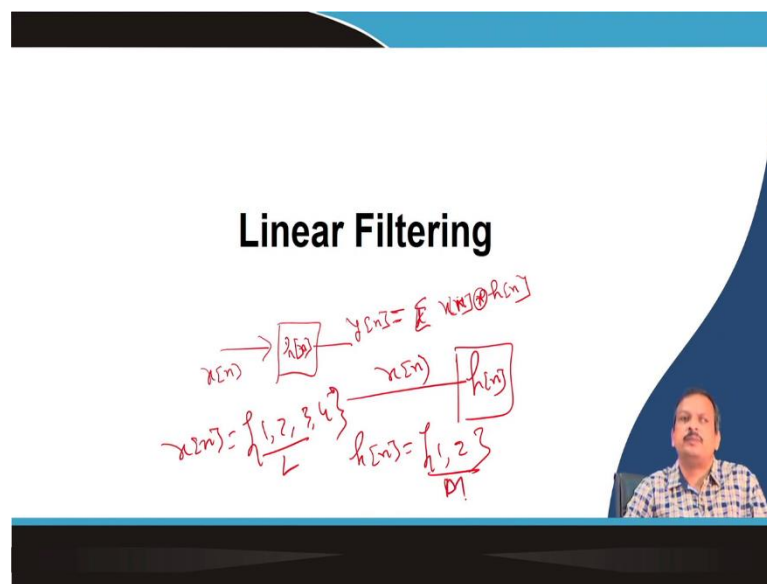 Linear Filtering
x[n] h[n] y[n] = x[n] ⊛ h[n]
x[n] h[n]
x[n] = {1, 2, 3, 4} h[n] = {1, 2}
L M